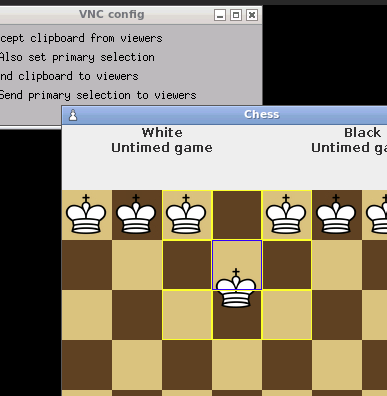 VNC config
cept clipboard from viewers
Also set primary selection
nd clipboard to viewers
Send primary selection to viewers
Chess
White
Untimed game
Black
Untimed ga